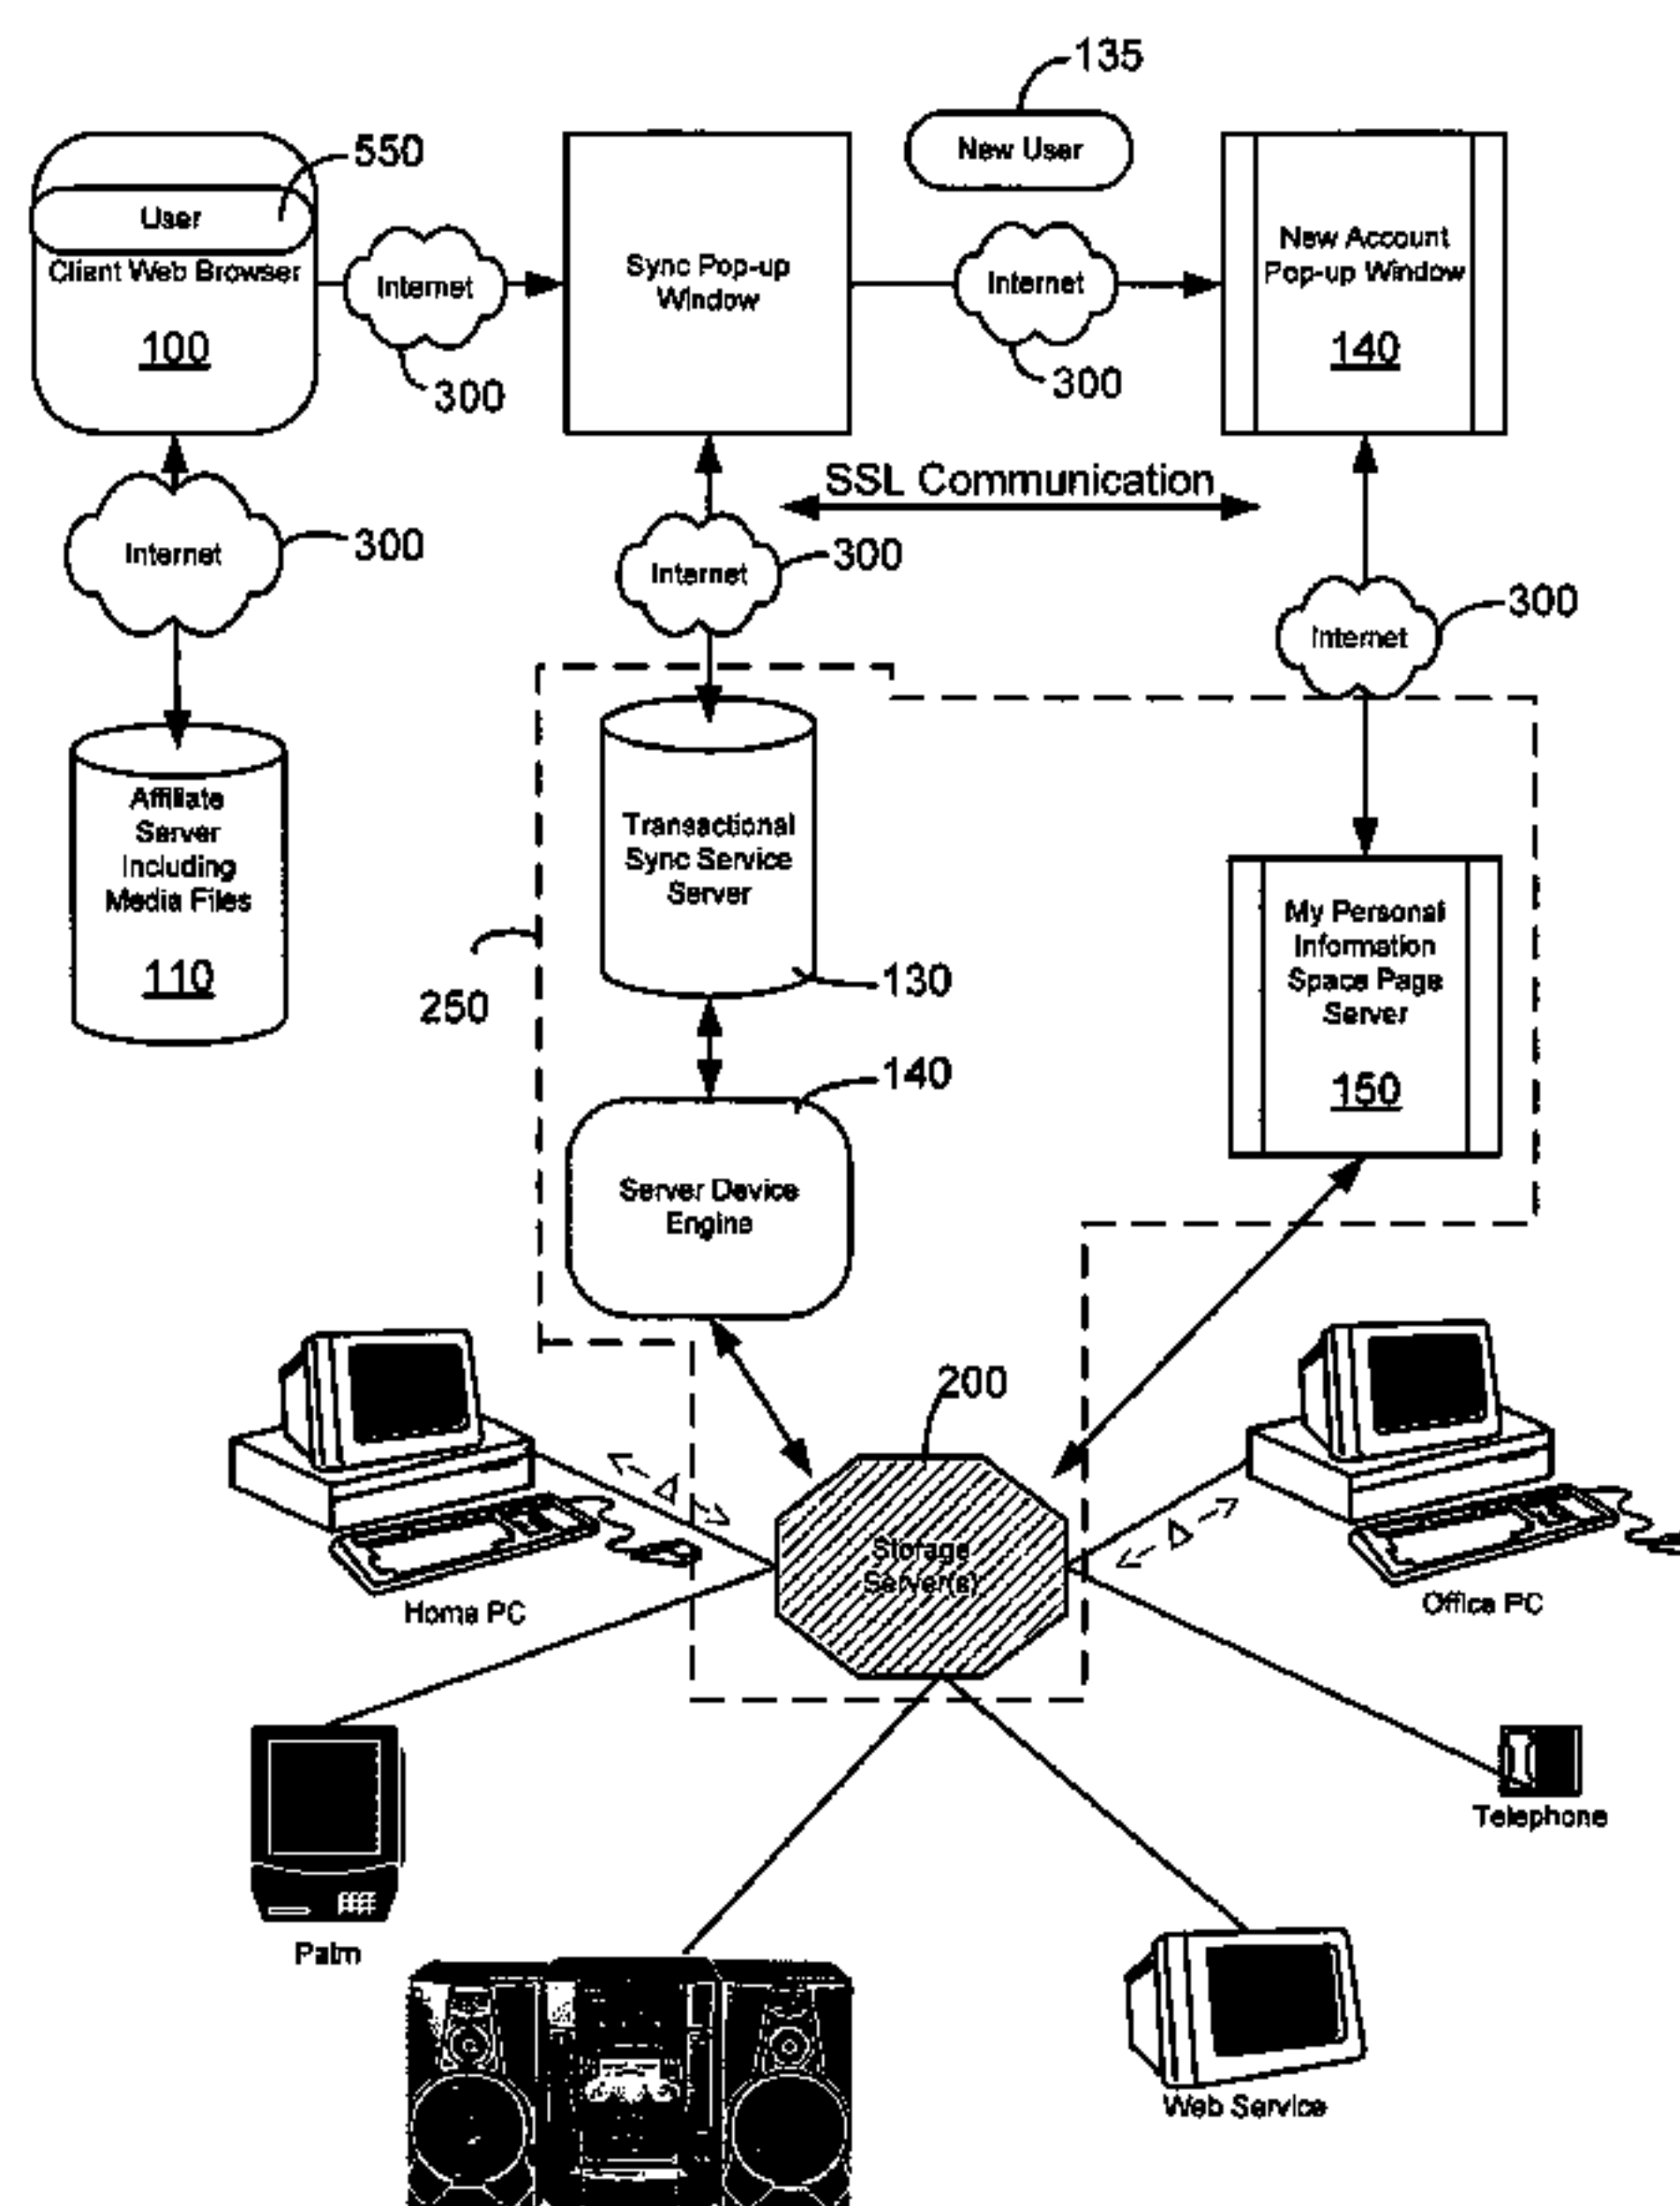 135
550
New User
User
Client Web Browser
100
Internet
300
Sync Pop-up
Window
Internet
300
New Account
Pop-up Window
140
SSL Communication
Internet
300
Internet
300
Internet
300
Affiliate
Server
Including
Media Files
110
Transactional
Sync Service
Server
130
250
My Personal
Information
Space Page
Server
150
140
Server Device
Engine
200
Storage
Server(s)
Δ
Δ
Home PC
Office PC
Telephone
Palm
Web Service